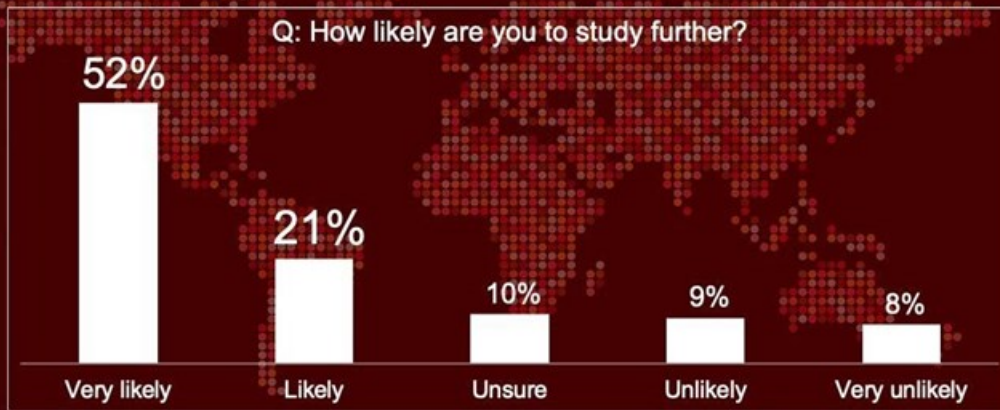 Q: How likely are you to study further?
52%
21%
10%
9%
8%
Very likely
Likely
Unsure
Unlikely
Very unlikely